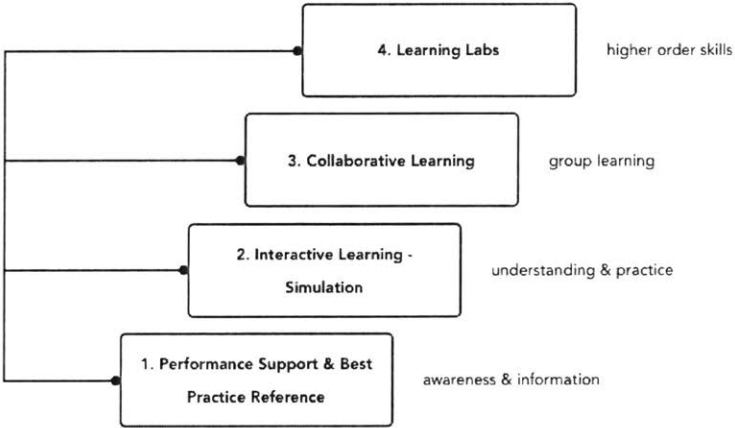 4. Learning Labs
higher order skills
3. Collaborative Learning
group learning
2. Interactive Learning -
Simulation
understanding & practice
1. Performance Support & Best
Practice Reference
awareness & information